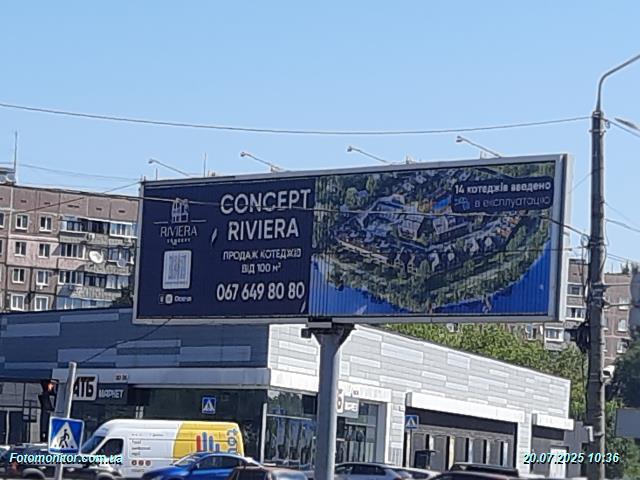 14 котеджів введено
в експлуатацію
CONCEPT
RIVIERA
RIVIERA
CONCEPT
ПРОДАЖ КОТЕДЖІВ
ВІД 100 м²
067 649 80 80
АТБ
МАРКЕТ
Fotomonitor.com.ua
20.07.2025 10:36